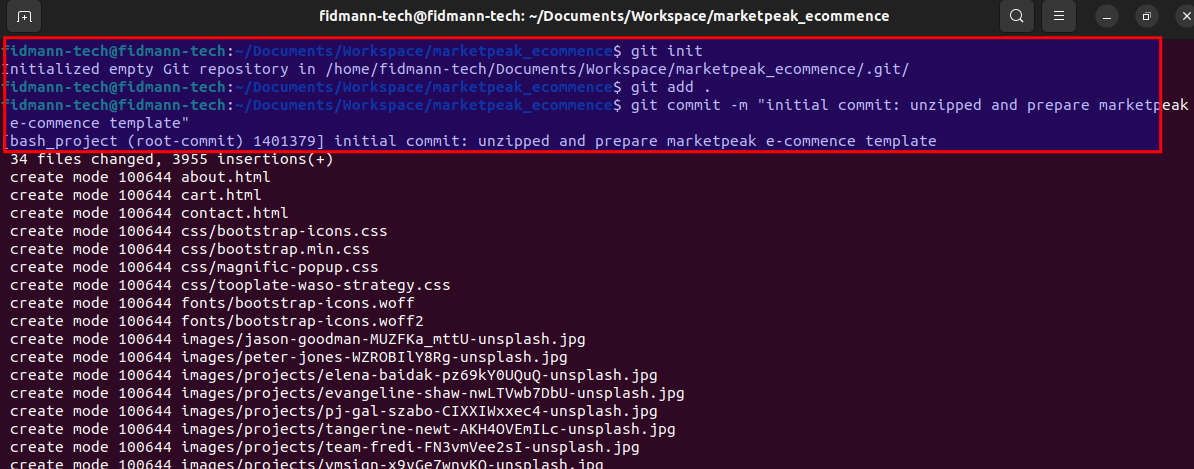 fidmann-tech@fidmann-tech: ~/Documents/Workspace/marketpeak_ecommence
fidmann-tech@fidmann-tech:~/Documents/Workspace/marketpeak_ecommence$ git init
Initialized empty Git repository in /home/fidmann-tech/Documents/Workspace/marketpeak_ecommence/.git/
fidmann-tech@fidmann-tech:~/Documents/Workspace/marketpeak_ecommence$ git add .
fidmann-tech@fidmann-tech:~/Documents/Workspace/marketpeak_ecommence$ git commit -m "initial commit: unzipped and prepare marketpeak
e-commence template"
[bash_project (root-commit) 1401379] initial commit: unzipped and prepare marketpeak e-commence template
34 files changed, 3955 insertions(+)
create mode 100644 about.html
create mode 100644 cart.html
create mode 100644 contact.html
create mode 100644 css/bootstrap-icons.css
create mode 100644 css/bootstrap.min.css
create mode 100644 css/magnific-popup.css
create mode 100644 css/tooplate-waso-strategy.css
create mode 100644 fonts/bootstrap-icons.woff
create mode 100644 fonts/bootstrap-icons.woff2
create mode 100644 images/jason-goodman-MUZFKa_mttU-unsplash.jpg
create mode 100644 images/peter-jones-WZROBIlY8Rg-unsplash.jpg
create mode 100644 images/projects/elena-baidak-pz69kY0UQuQ-unsplash.jpg
create mode 100644 images/projects/evangeline-shaw-nwLTVwb7DbU-unsplash.jpg
create mode 100644 images/projects/pj-gal-szabo-CIXXIWxxec4-unsplash.jpg
create mode 100644 images/projects/tangerine-newt-AKH4OVEmILc-unsplash.jpg
create mode 100644 images/projects/team-fredi-FN3vmVee2sI-unsplash.jpg
create mode 100644